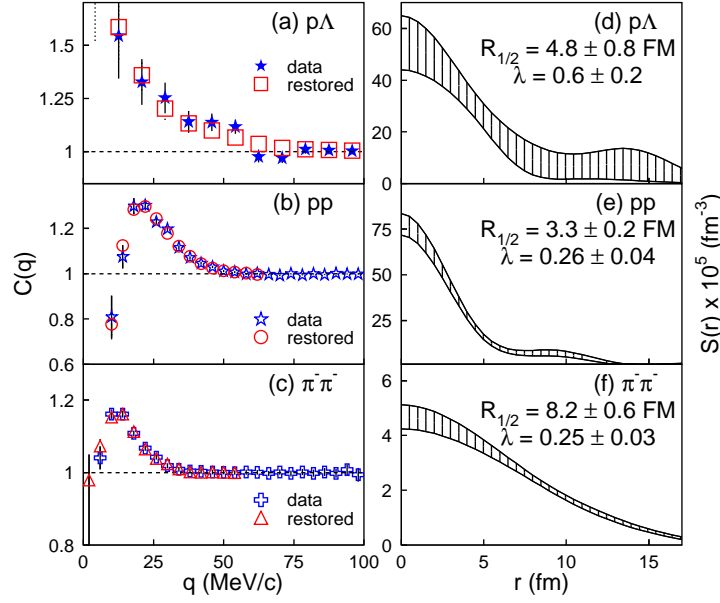 (a) pΛ
1.5
1.25
1
data
restored
(b) pp
1.2
1
0.8
0.6
data
restored
(c) π⁻π⁻
1.2
1
0.8
data
restored
0 25 50 75 100
q (MeV/c)
C(q)
(d) pΛ
R1/2 = 4.8 ± 0.8 FM
λ = 0.6 ± 0.2
60
40
20
0
(e) pp
R1/2 = 3.3 ± 0.2 FM
λ = 0.26 ± 0.04
75
50
25
(f) π⁻π⁻
R1/2 = 8.2 ± 0.6 FM
λ = 0.25 ± 0.03
6
4
2
0
0 5 10 15
r (fm)
S(r) x 10⁵ (fm⁻³)